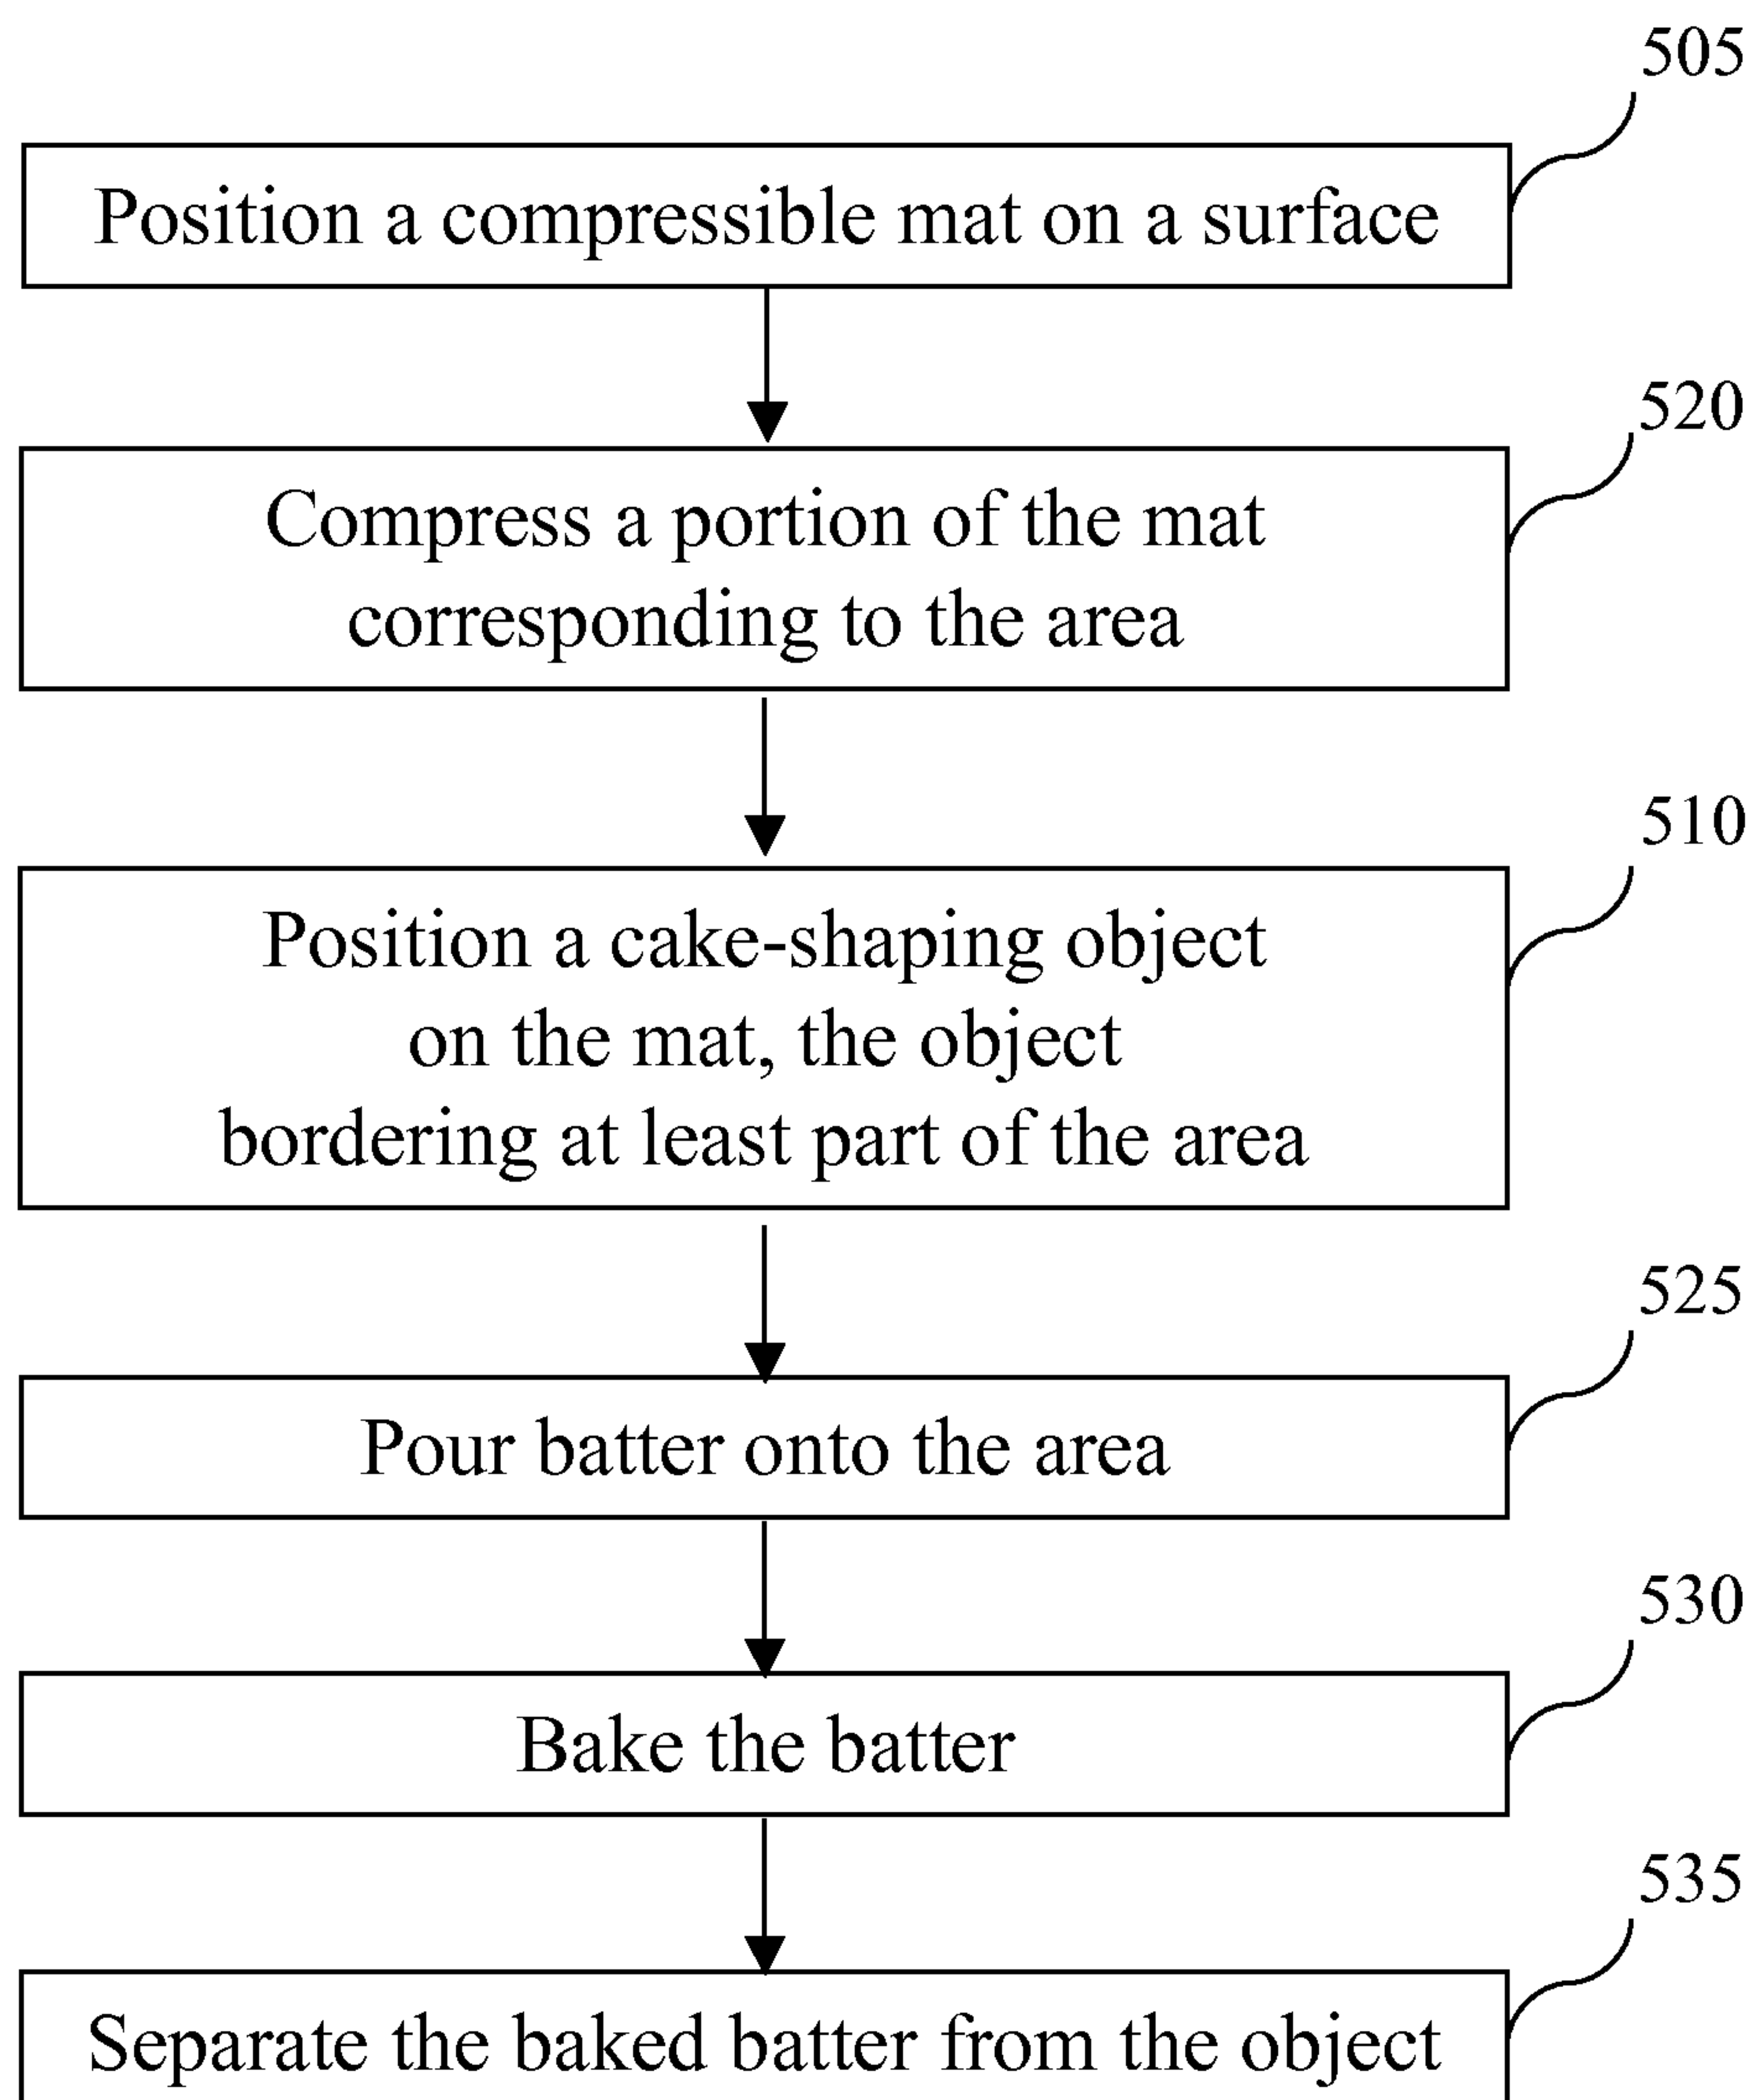 505
Position a compressible mat on a surface
520
Compress a portion of the mat
corresponding to the area
510
Position a cake-shaping object
on the mat, the object
bordering at least part of the area
525
Pour batter onto the area
530
Bake the batter
535
Separate the baked batter from the object